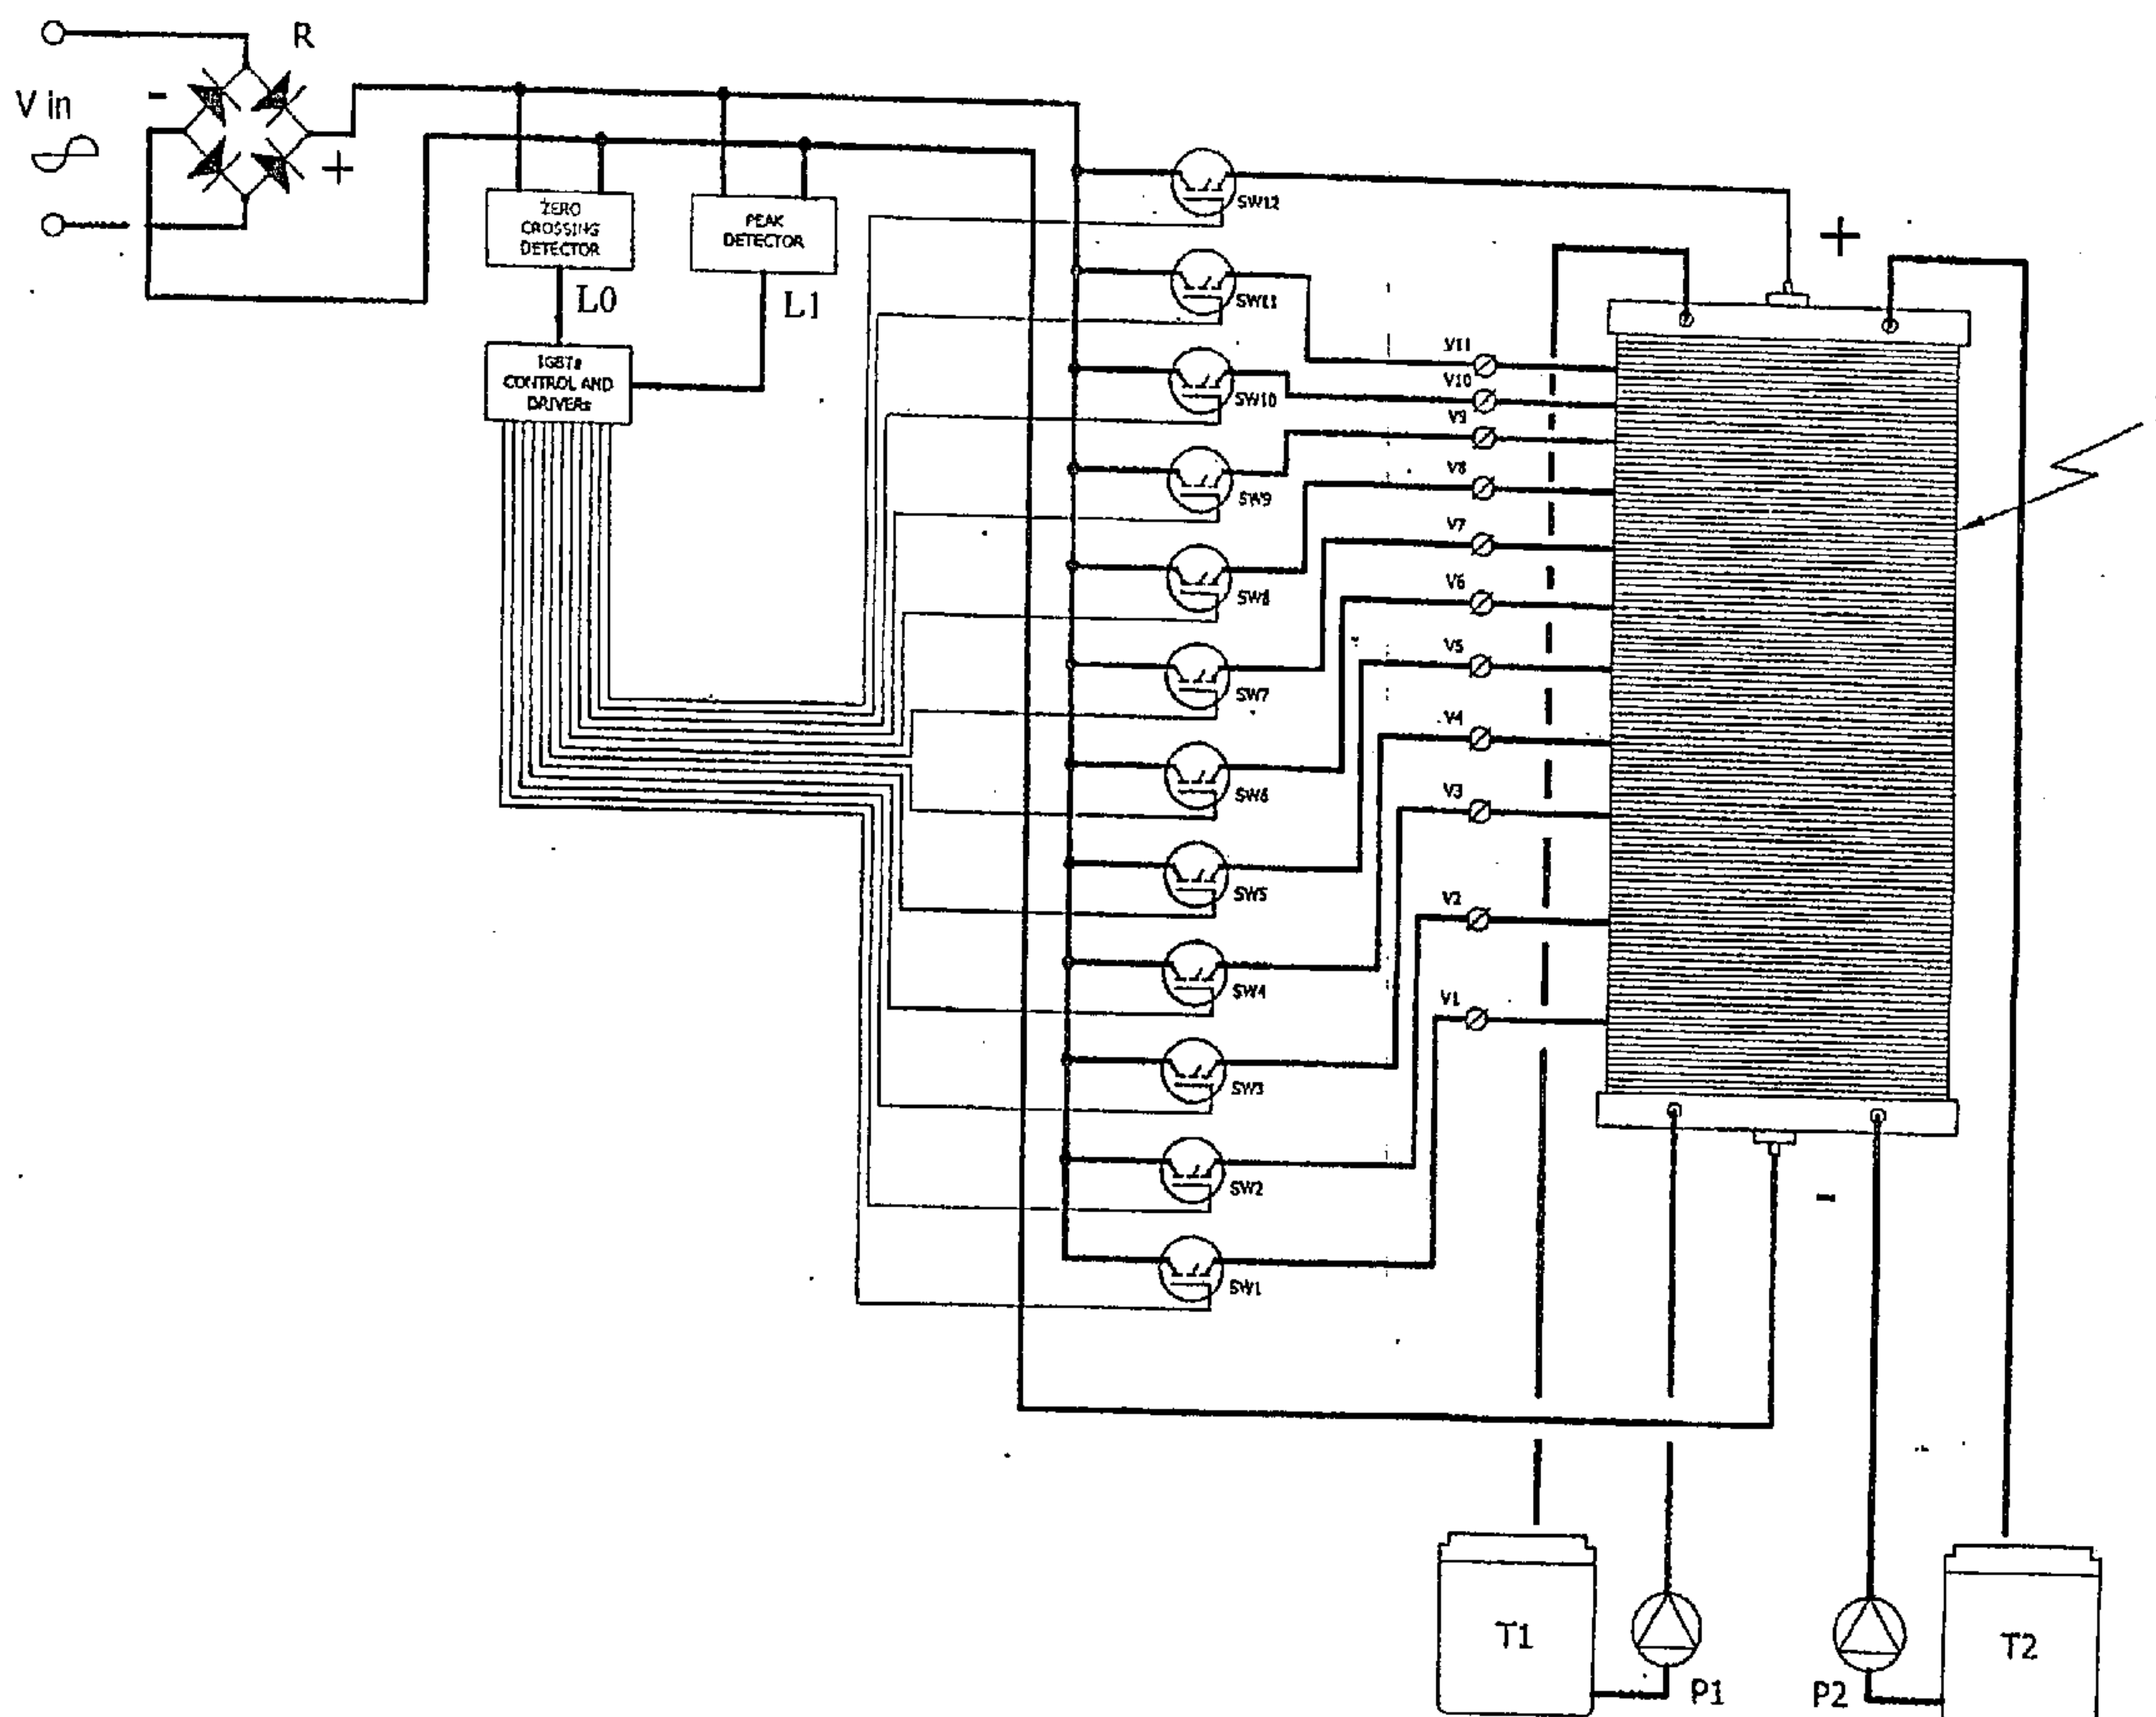 R
V in
-
+
ZERO
CROSSING
DETECTOR
PEAK
DETECTOR
L0
L1
IGBTs
CONTROL AND
DRIVERs
SW12
SW11
SW10
SW9
SW8
SW7
SW6
SW5
SW4
SW3
SW2
SW1
V11
V10
V9
V8
V7
V6
V5
V4
V3
V2
V1
+
-
T1
P1
P2
T2